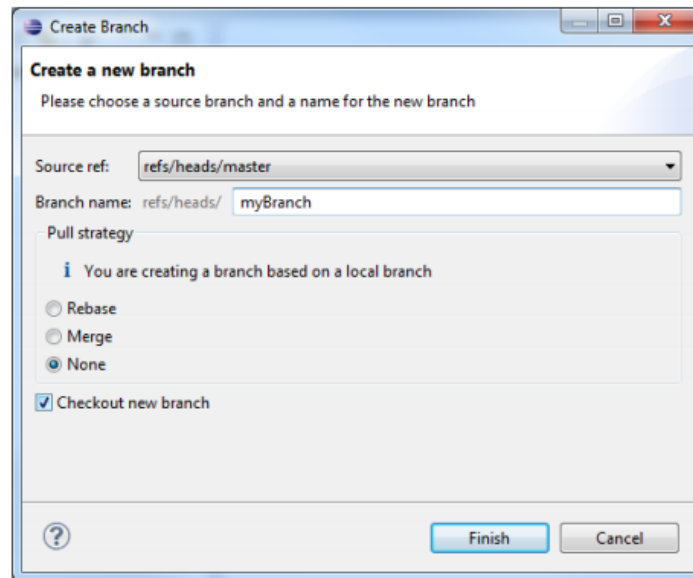 Create Branch
Create a new branch
Please choose a source branch and a name for the new branch
Source ref: refs/heads/master
Branch name: refs/heads/ myBranch
Pull strategy
i You are creating a branch based on a local branch
Rebase
Merge
None
Checkout new branch
? Finish Cancel